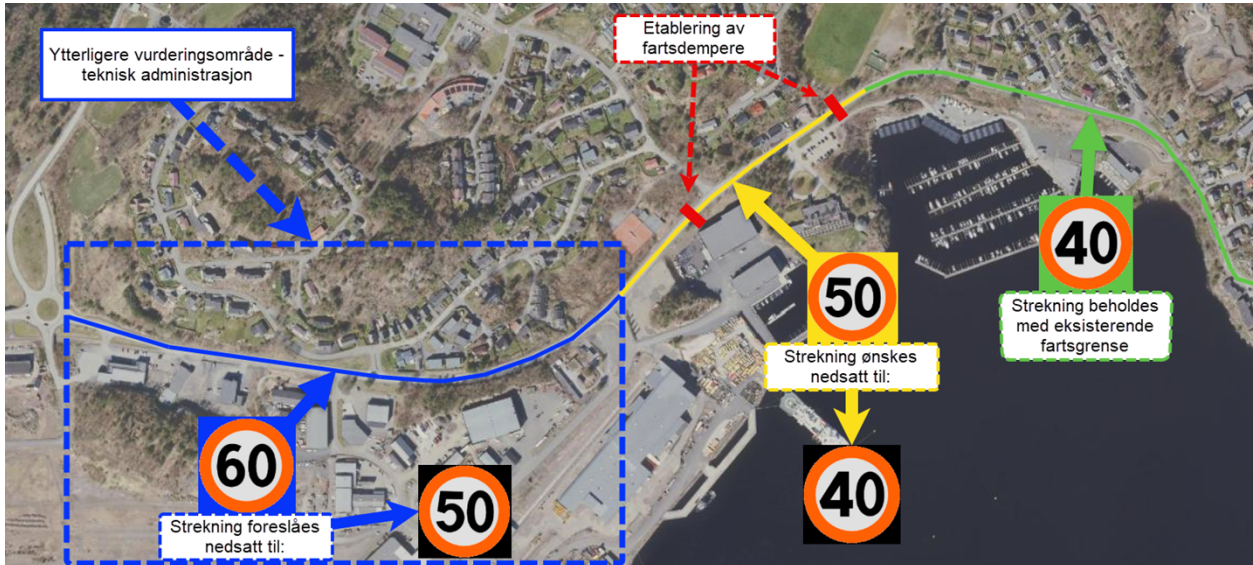 Ytterligere vurderingsområde -
teknisk administrasjon
Etablering av
fartsdempere
40
Strekning beholdes
med eksisterende
fartsgrense
50
Strekning ønskes
nedsatt til:
40
60
Strekning foreslåes
nedsatt til:
50